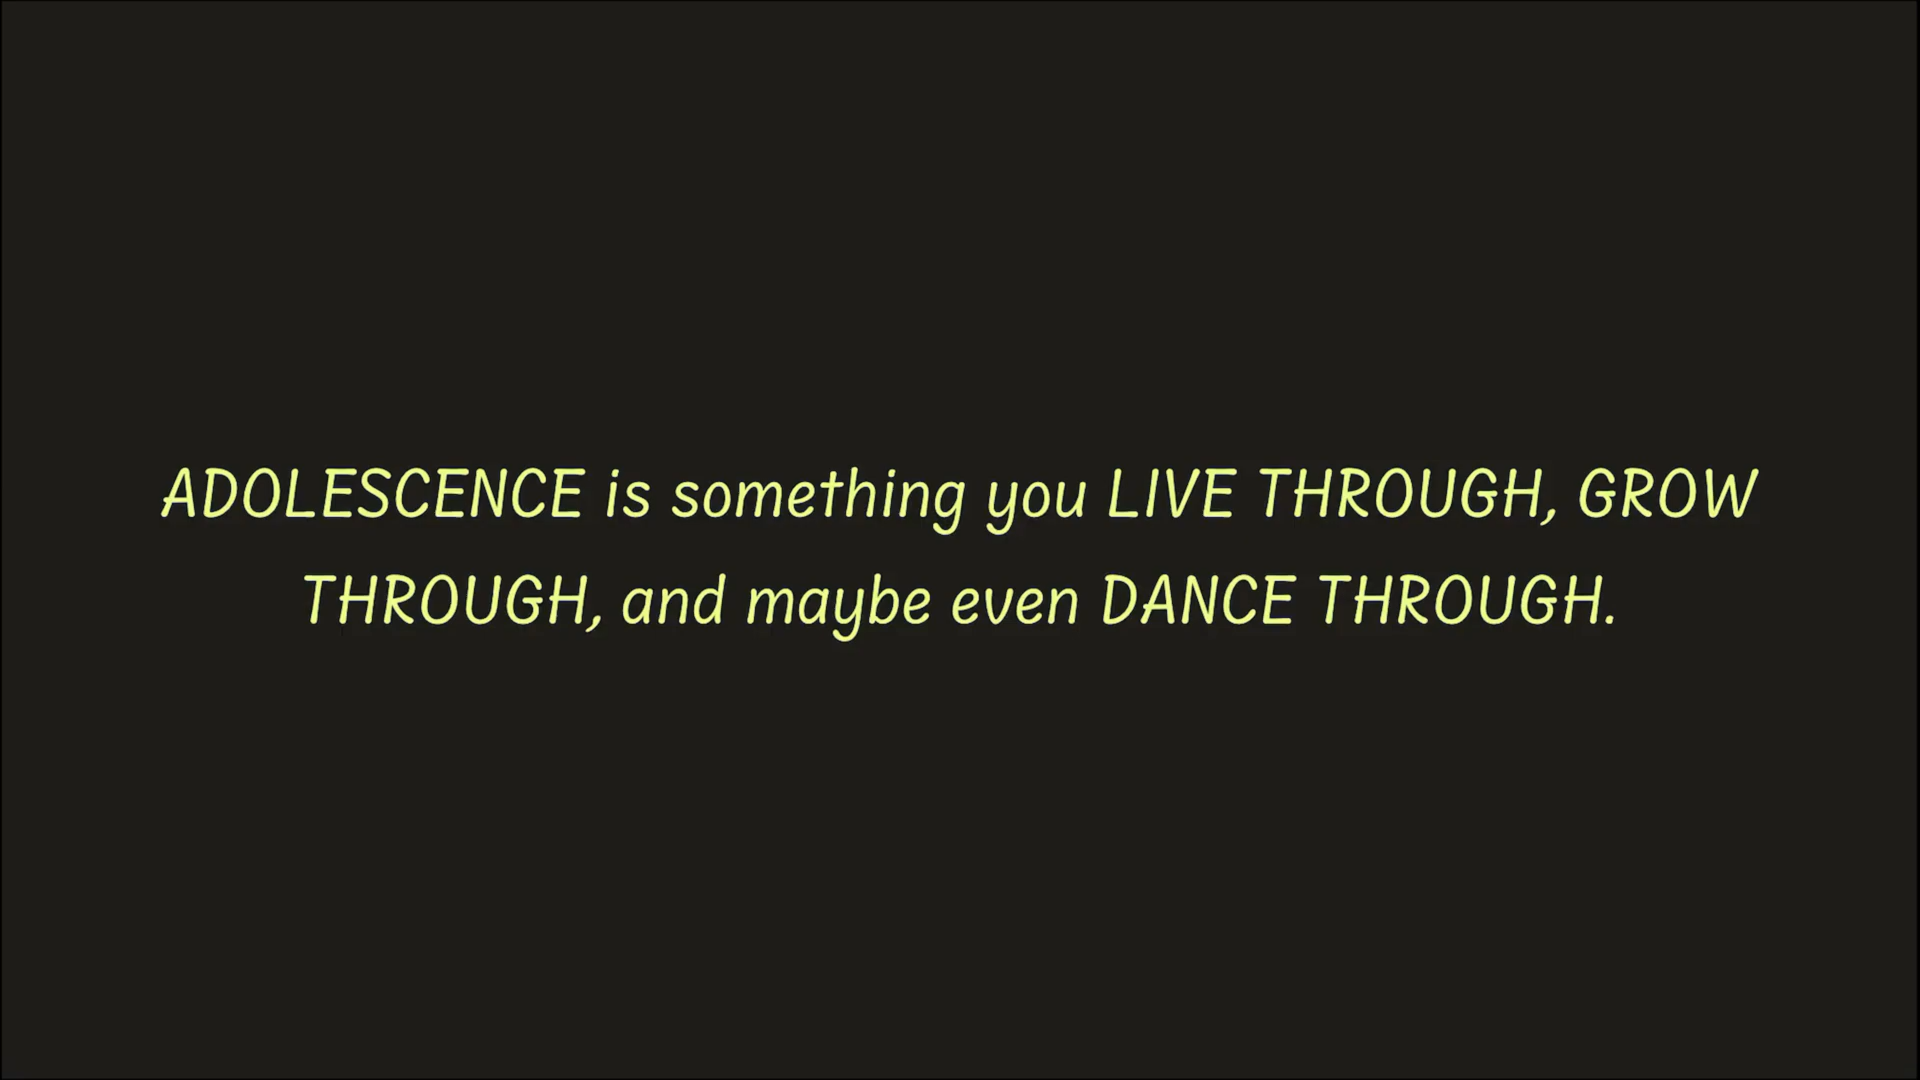 ADOLESCENCE is something you LIVE THROUGH, GROW
THROUGH, and maybe even DANCE THROUGH.